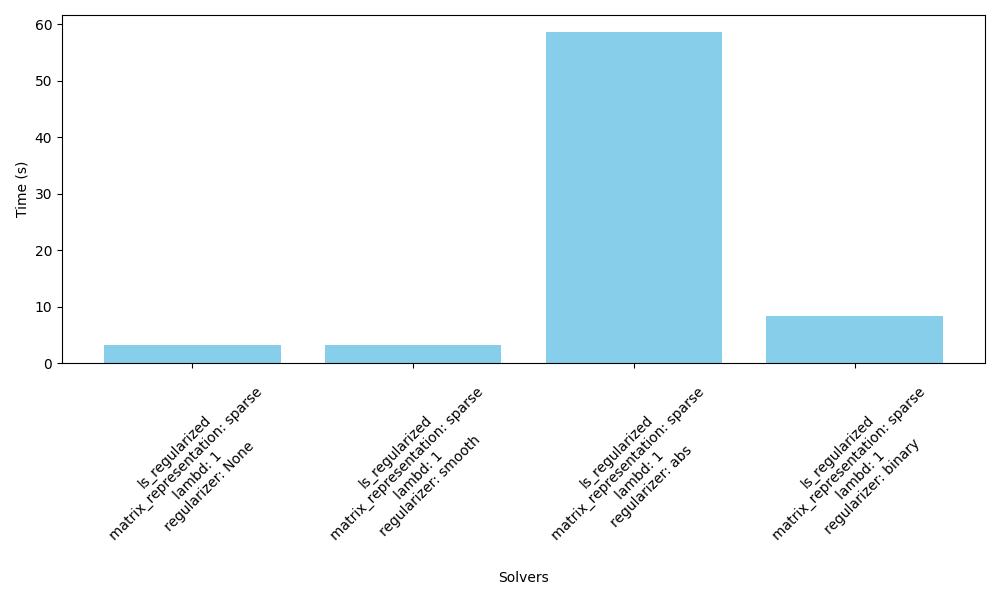 60
50
40
30
20
10
0
Time (s)
ls_regularized
matrix_representation: sparse
lambd: 1
regularizer: None
ls_regularized
matrix_representation: sparse
lambd: 1
regularizer: smooth
ls_regularized
matrix_representation: sparse
lambd: 1
regularizer: abs
ls_regularized
matrix_representation: sparse
lambd: 1
regularizer: binary
Solvers